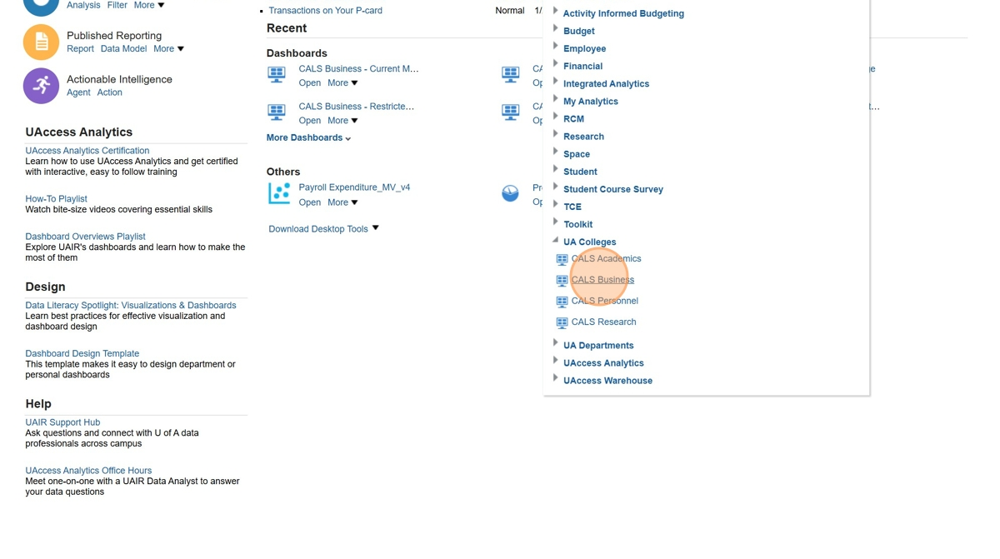 Analysis Filter More
Published Reporting
Report Data Model More
Actionable Intelligence
Agent Action
UAccess Analytics
UAccess Analytics Certification
Learn how to use UAccess Analytics and get certified
with interactive, easy to follow training
How-To Playlist
Watch bite-size videos covering essential skills
Dashboard Overviews Playlist
Explore UAIR's dashboards and learn how to make the
most of them
Design
Data Literacy Spotlight: Visualizations & Dashboards
Learn best practices for effective visualization and
dashboard design
Dashboard Design Template
This template makes it easy to design department or
personal dashboards
Help
UAIR Support Hub
Ask questions and connect with U of A data
professionals across campus
UAccess Analytics Office Hours
Meet one-on-one with a UAIR Data Analyst to answer
your data questions
Transactions on Your P-card Normal 1/
Recent
Dashboards
CALS Business - Current M...
Open More
CALS Business - Restricte...
Open More
More Dashboards
Others
Payroll Expenditure_MV_v4
Open More
Download Desktop Tools
Activity Informed Budgeting
Budget
Employee
Financial
Integrated Analytics
My Analytics
RCM
Research
Space
Student
Student Course Survey
TCE
Toolkit
UA Colleges
CALS Academics
CALS Business
CALS Personnel
CALS Research
UA Departments
UAccess Analytics
UAccess Warehouse